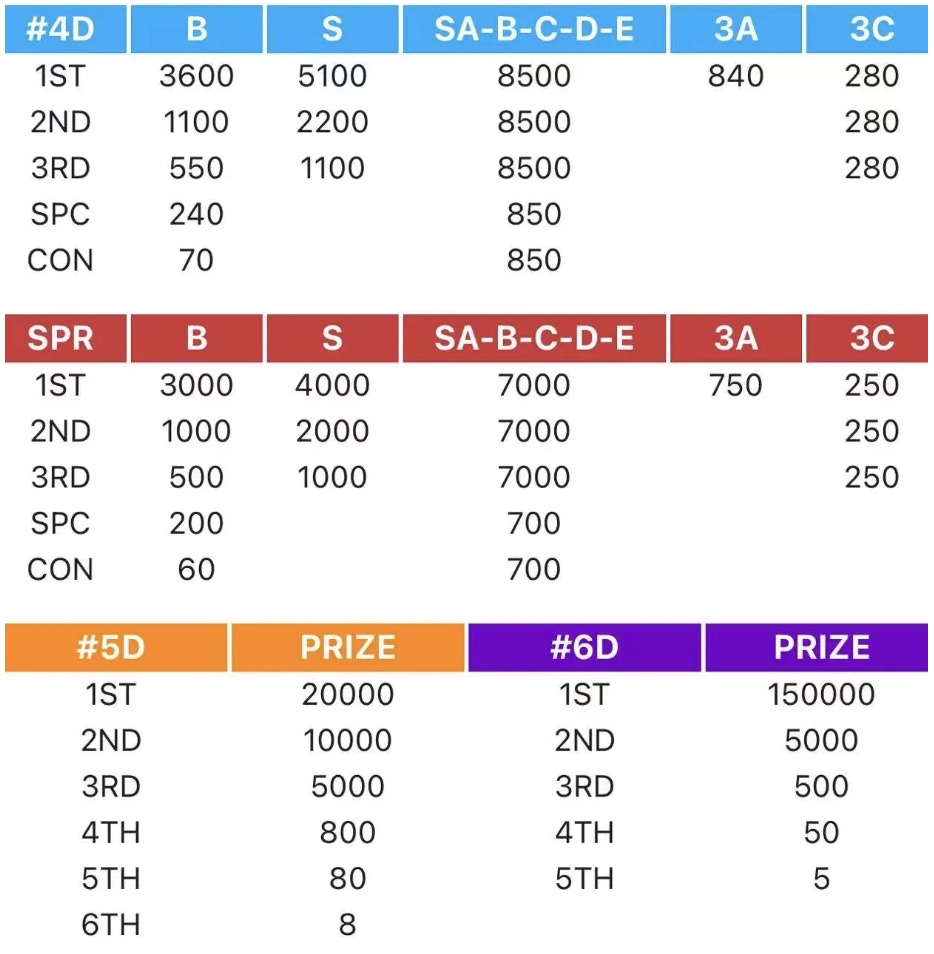 #4D B S SA-B-C-D-E 3A 3C
1ST 3600 5100 8500 840 280
2ND 1100 2200 8500 280
3RD 550 1100 8500 280
SPC 240 850
CON 70 850
SPR B S SA-B-C-D-E 3A 3C
1ST 3000 4000 7000 750 250
2ND 1000 2000 7000 250
3RD 500 1000 7000 250
SPC 200 700
CON 60 700
#5D PRIZE #6D PRIZE
1ST 20000 1ST 150000
2ND 10000 2ND 5000
3RD 5000 3RD 500
4TH 800 4TH 50
5TH 80 5TH 5
6TH 8